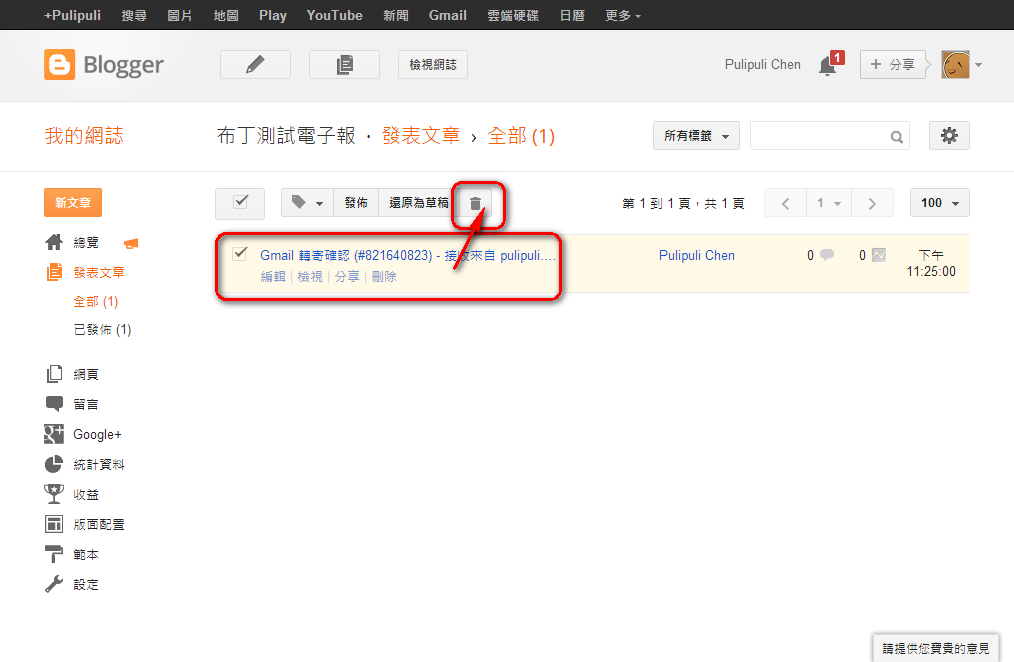 +Pulipuli 搜尋 圖片 地圖 Play YouTube 新聞 Gmail 雲端硬碟 日曆 更多
Blogger 檢視網誌 Pulipuli Chen 1 + 分享
我的網誌 布丁測試電子報 · 發表文章 › 全部 (1) 所有標籤
新文章 發佈 還原為草稿 第 1 到 1 頁，共 1 頁 1 100
總覽
Gmail 轉寄確認 (#821640823) - 接收來自 pulipuli.... Pulipuli Chen 0 0 下午
11:25:00
編輯 | 檢視 | 分享 | 刪除
發表文章
全部 (1)
已發佈 (1)
網頁
留言
Google+
統計資料
收益
版面配置
範本
設定
請提供您寶貴的意見